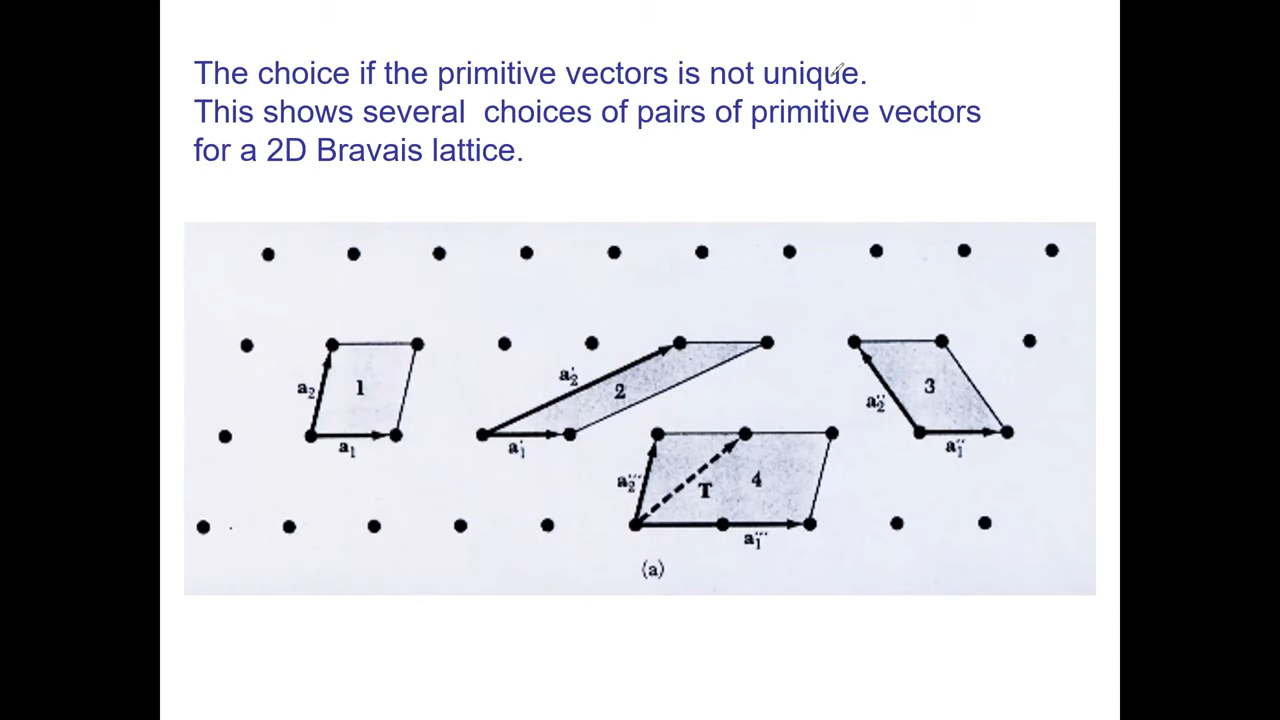 The choice if the primitive vectors is not unique.
This shows several  choices of pairs of primitive vectors
for a 2D Bravais lattice.
a₂
1
a₁
a₂′
2
a₁′
3
a₂″
a₁″
a₂‴
T
4
a₁‴
(a)